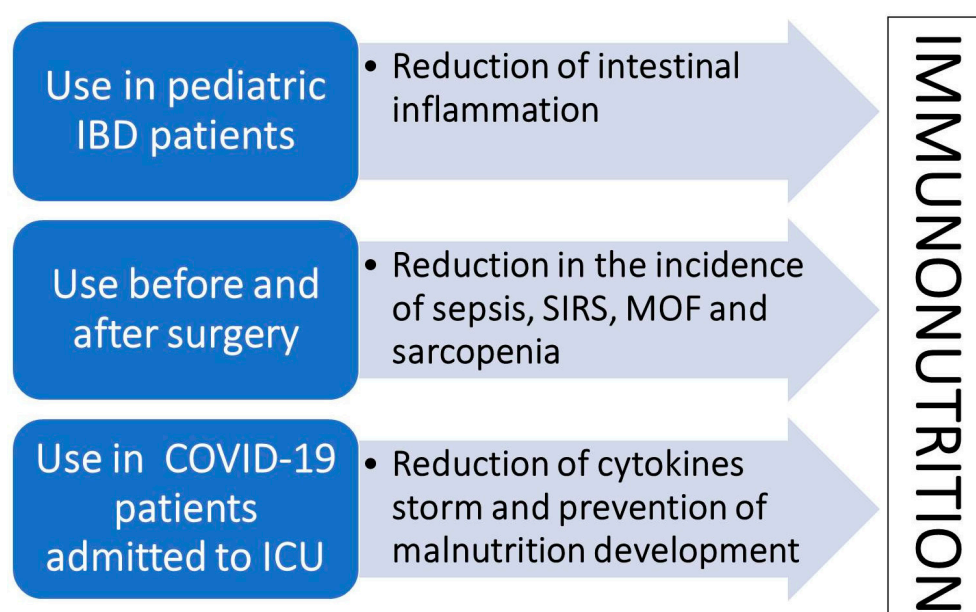 Use in pediatric
IBD patients
• Reduction of intestinal
inflammation
Use before and
after surgery
• Reduction in the incidence
of sepsis, SIRS, MOF and
sarcopenia
Use in COVID-19
patients
admitted to ICU
• Reduction of cytokines
storm and prevention of
malnutrition development
IMMUNONUTRITION